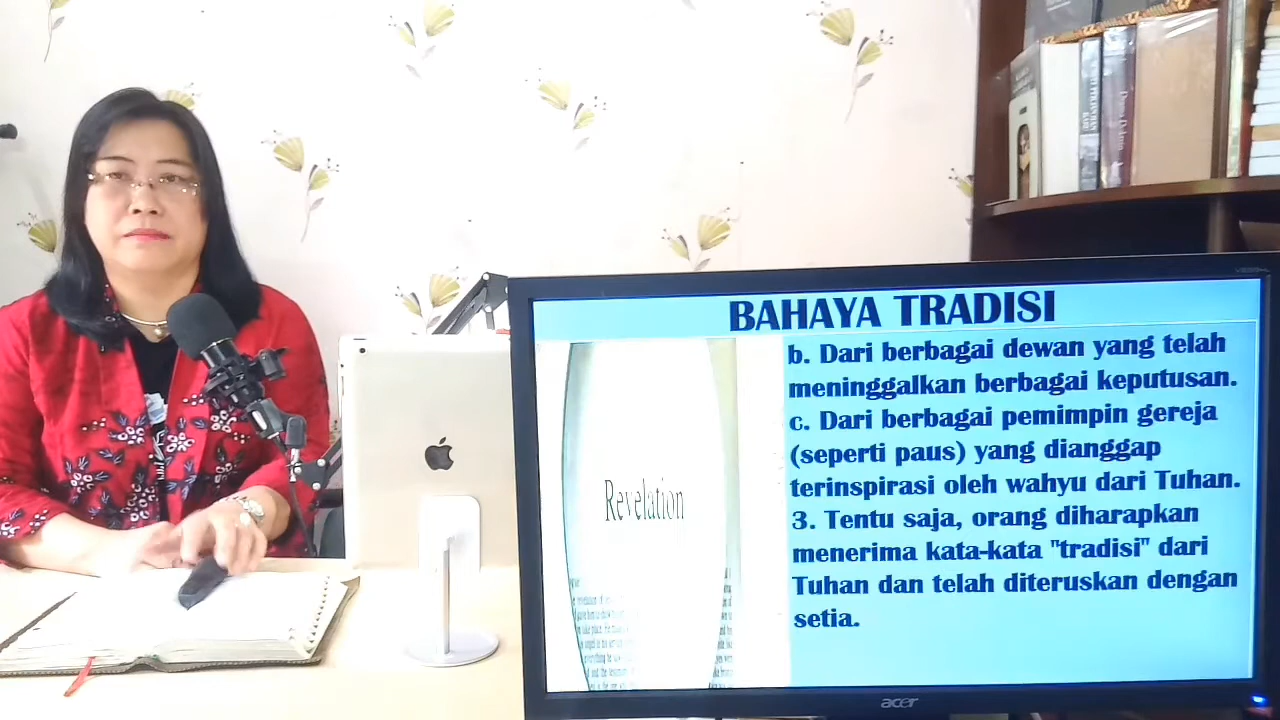 BAHAYA TRADISI
b. Dari berbagai dewan yang telah
meninggalkan berbagai keputusan.
c. Dari berbagai pemimpin gereja
(seperti paus) yang dianggap
terinspirasi oleh wahyu dari Tuhan.
3. Tentu saja, orang diharapkan
menerima kata-kata "tradisi" dari
Tuhan dan telah diteruskan dengan
setia.
Revelation
acer